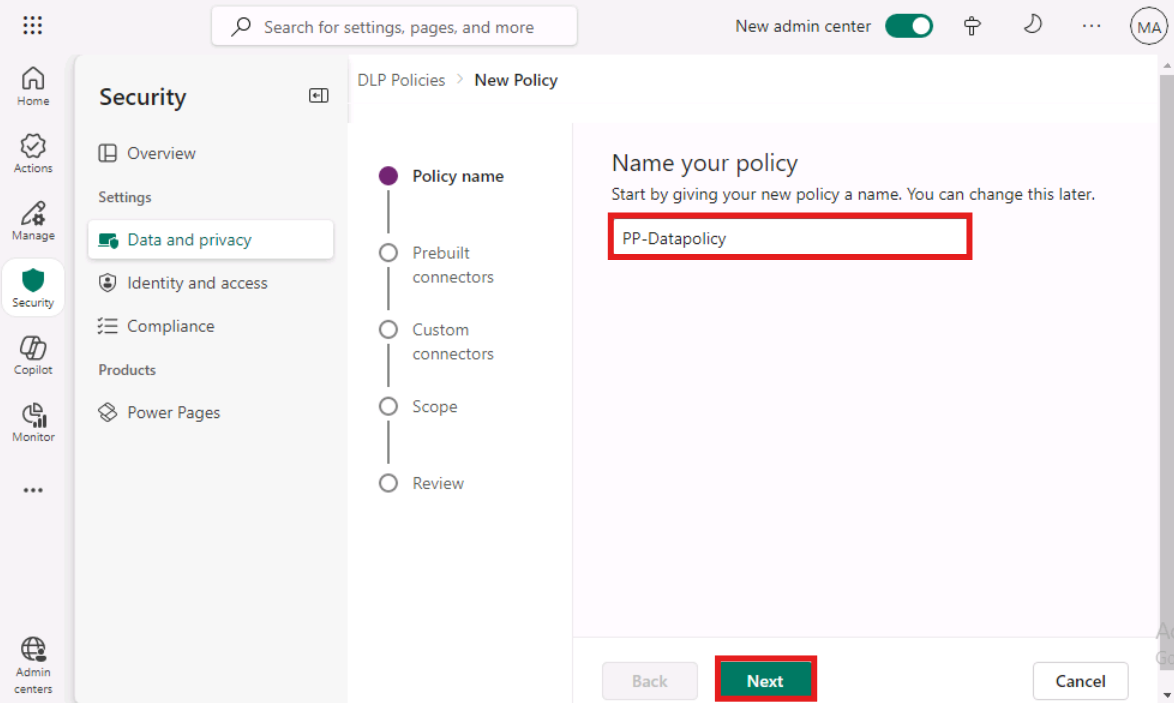 Search for settings, pages, and more
New admin center
MA
Home
Actions
Manage
Security
Copilot
Monitor
Admin
centers
Security
Overview
Settings
Data and privacy
Identity and access
Compliance
Products
Power Pages
DLP Policies > New Policy
Policy name
Prebuilt
connectors
Custom
connectors
Scope
Review
Name your policy
Start by giving your new policy a name. You can change this later.
PP-Datapolicy
Back
Next
Cancel